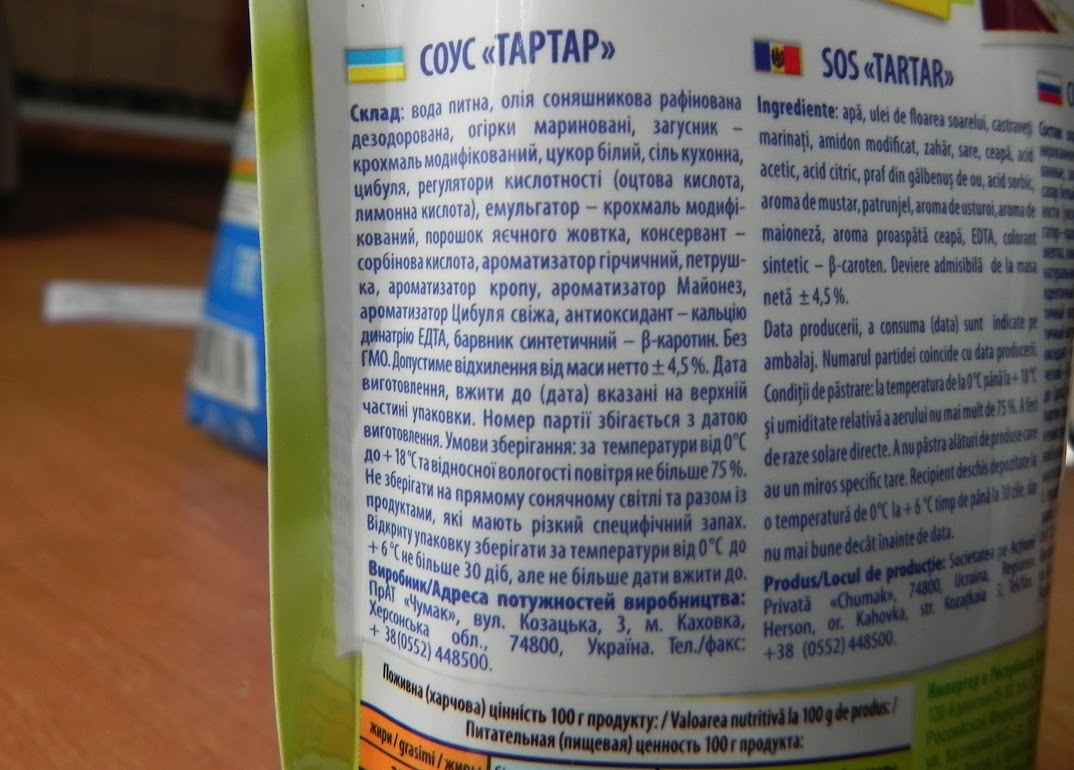 СОУС «ТАРТАР»
Склад: вода питна, олія соняшникова рафінована
дезодорована, огірки мариновані, загусник –
крохмаль модифікований, цукор білий, сіль кухонна,
цибуля, регулятори кислотності (оцтова кислота,
лимонна кислота), емульгатор – крохмаль модифі-
кований, порошок яєчного жовтка, консервант –
сорбінова кислота, ароматизатор гірчичний, петруш-
ка, ароматизатор кропу, ароматизатор Майонез,
ароматизатор Цибуля свіжа, антиоксидант – кальцію
динатрію ЕДТА, барвник синтетичний – β-каротин. Без
ГМО. Допустиме відхилення від маси нетто ± 4,5 %. Дата
виготовлення, вжити до (дата) вказані на верхній
частині упаковки. Номер партії збігається з датою
виготовлення. Умови зберігання: за температури від 0°С
до + 18 °С та відносної вологості повітря не більше 75 %.
Не зберігати на прямому сонячному світлі та разом із
продуктами, які мають різкий специфічний запах.
Відкриту упаковку зберігати за температури від 0°С до
+ 6 °С не більше 30 діб, але не більше дати вжити до.
Виробник/Адреса потужностей виробництва:
ПрАТ «Чумак», вул. Козацька, 3, м. Каховка,
Херсонська обл., 74800, Україна. Тел./факс:
+ 38 (0552) 448500.
SOS «TARTAR»
Ingrediente: apă, ulei de floarea soarelui, castraveți
marinați, amidon modificat, zahăr, sare, ceapă, acid
acetic, acid citric, praf din gălbenuș de ou, acid sorbic,
aroma de mustar, patrunjel, aroma de usturoi, aroma de
maioneză, aroma proaspătă ceapă, EDTA, colorant
sintetic – β-caroten. Deviere admisibilă de la masa
netă ± 4,5 %.
Data producerii, a consuma (data) sunt indicate pe
ambalaj. Numarul partidei coincide cu data producerii.
Condiții de păstrare: la temperatura de la 0°C până la + 18 °C
și umiditate relativă a aerului nu mai mult de 75 %. A feri
de raze solare directe. A nu păstra alături de produse care
au un miros specific tare. Recipient deschis depozitate la
o temperatură de 0°C la + 6 °C timp de până la 30 zile, dar
nu mai bune decât înainte de data.
Produs/Locul de producție: Societatea pe Acțiuni
Privată «Chumak», 74800, Ucraina, Regiunea
Herson, or. Kahovka, str. Kozațkaia 3, Tel/fax:
+38 (0552) 448500.
Поживна (харчова) цінність 100 г продукту: / Valoarea nutritivă la 100 g de produs: /
Питательная (пищевая) ценность 100 г продукта:
жири / grasimi / жиры